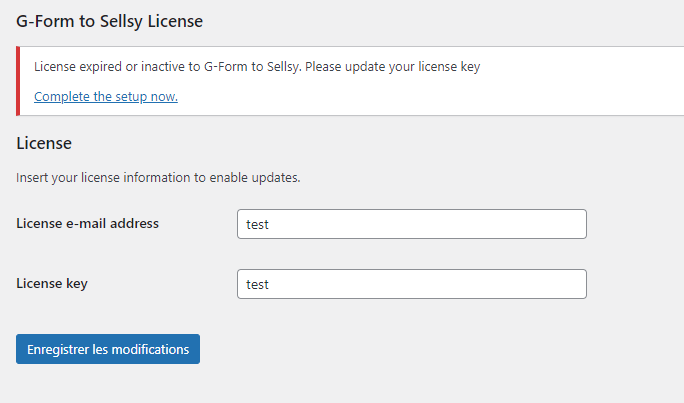 G-Form to Sellsy License
License expired or inactive to G-Form to Sellsy. Please update your license key
Complete the setup now.
License
Insert your license information to enable updates.
License e-mail address
test
License key
test
Enregistrer les modifications